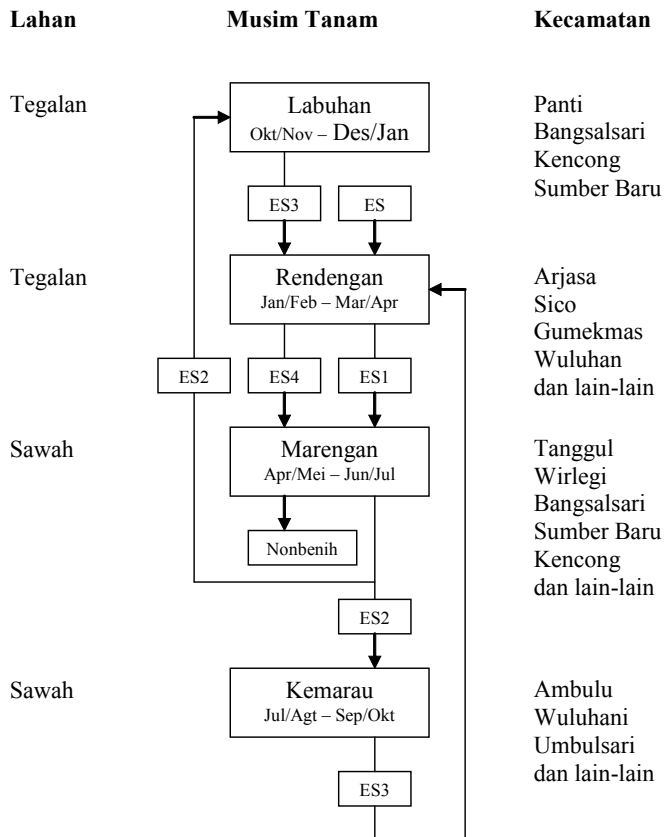 Lahan Musim Tanam Kecamatan
Tegalan
Labuhan
Okt/Nov – Des/Jan
Panti
Bangsalsari
Kencong
Sumber Baru
ES3 ES
Tegalan
Rendengan
Jan/Feb – Mar/Apr
Arjasa
Sico
Gumekmas
Wuluhan
dan lain-lain
ES2 ES4 ES1
Sawah
Marengan
Apr/Mei – Jun/Jul
Tanggul
Wirlegi
Bangsalsari
Sumber Baru
Kencong
dan lain-lain
Nonbenih
ES2
Sawah
Kemarau
Jul/Agt – Sep/Okt
Ambulu
Wuluhani
Umbulsari
dan lain-lain
ES3